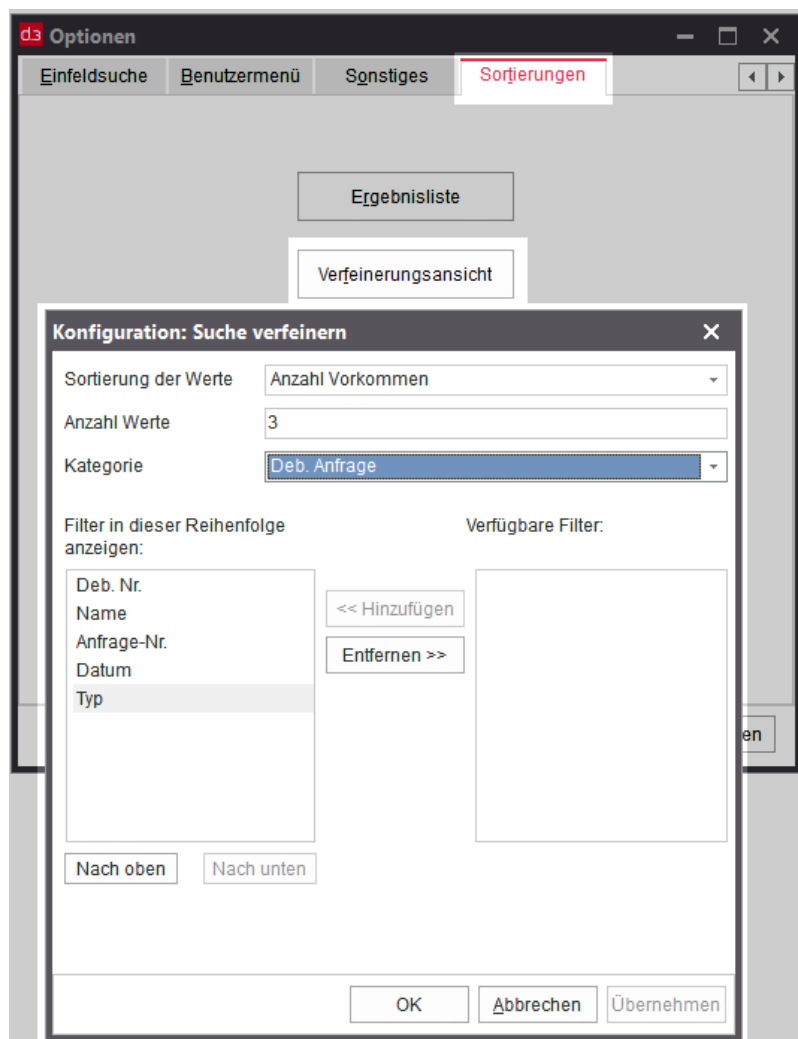 d3 Optionen
Einfeldsuche Benutzermenü Sonstiges Sortierungen
Ergebnisliste
Verfeinerungsansicht
Konfiguration: Suche verfeinern
Sortierung der Werte Anzahl Vorkommen
Anzahl Werte 3
Kategorie Deb. Anfrage
Filter in dieser Reihenfolge Verfügbare Filter:
anzeigen:
Deb. Nr.
Name
Anfrage-Nr.
Datum
Typ
<< Hinzufügen
Entfernen >>
en
Nach oben Nach unten
OK Abbrechen Übernehmen